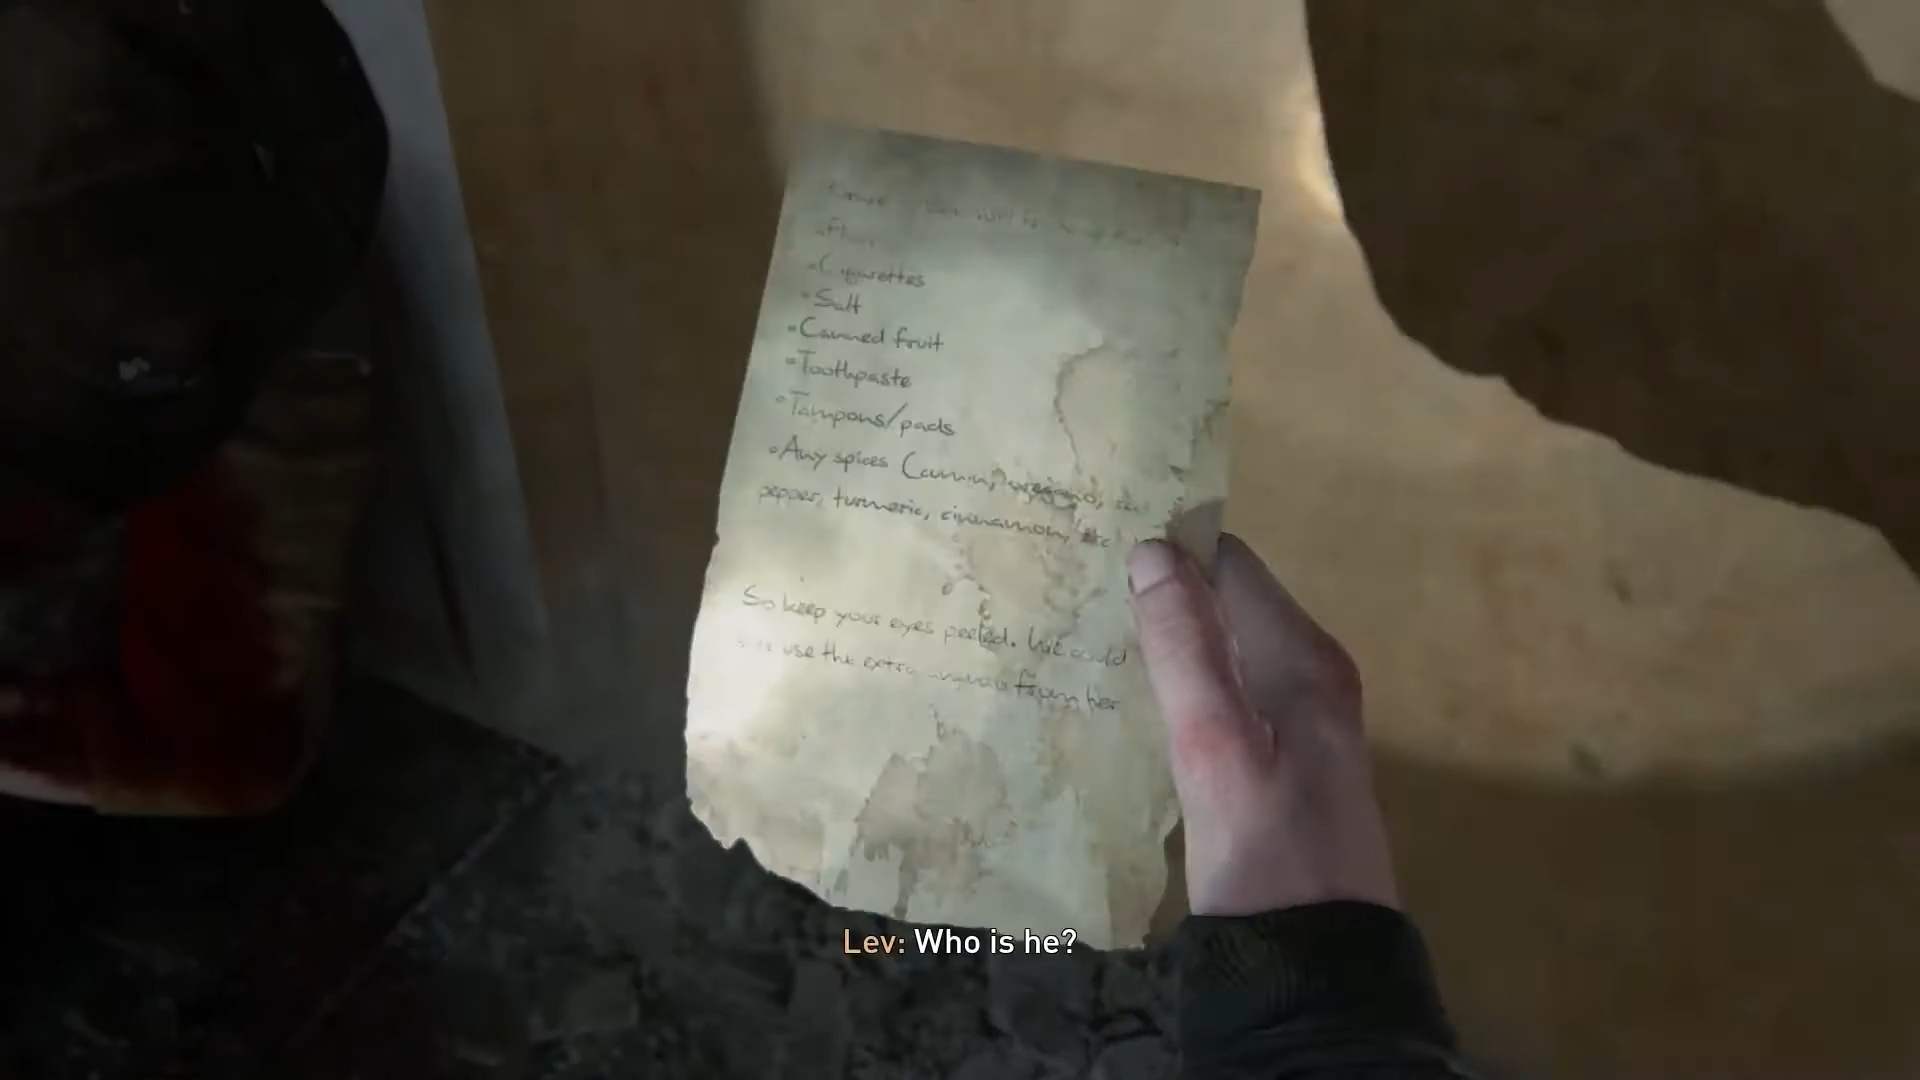 •Cigarettes
•Salt
•Canned fruit
•Toothpaste
•Tampons/pads
•Any spices (cumin, oregano,
pepper, turmeric, cinnamon, etc
So keep your eyes peeled. We could
use the extra from her
Lev: Who is he?